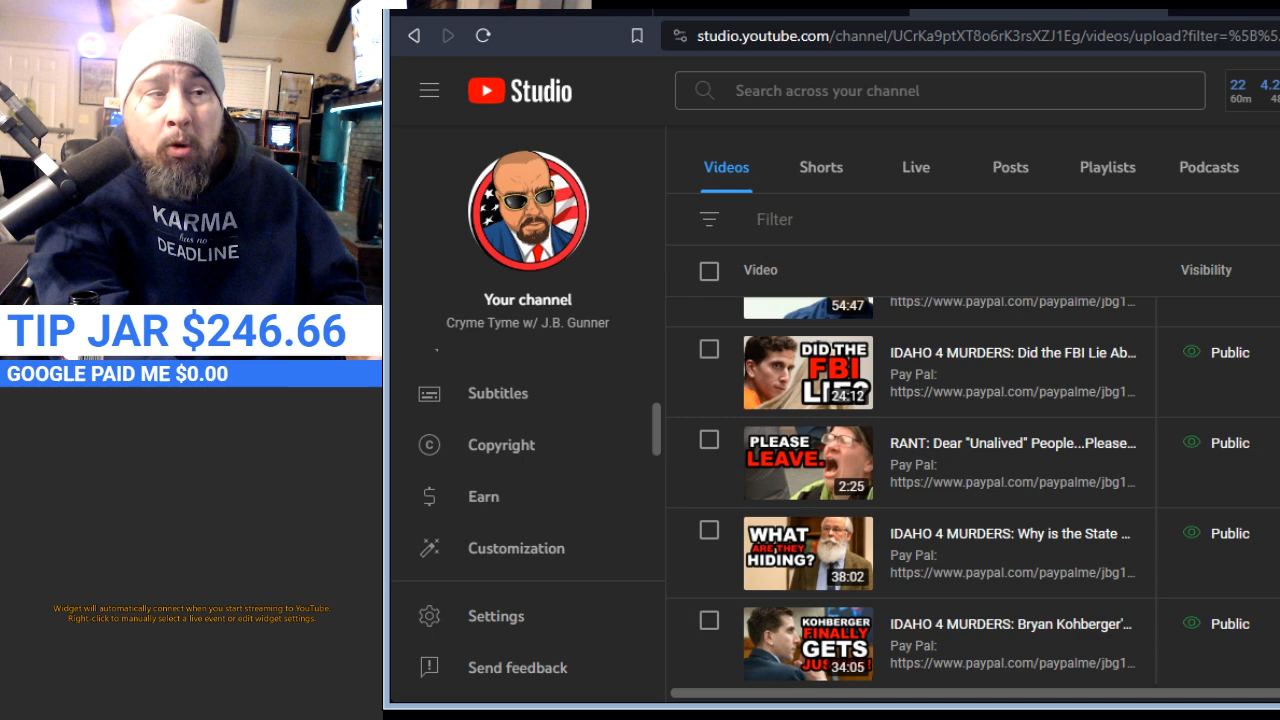 KARMA
has no
DEADLINE
TIP JAR $246.66
GOOGLE PAID ME $0.00
Widget will automatically connect when you start streaming to YouTube.
Right-click to manually select a live event or edit widget settings.
studio.youtube.com/channel/UCrKa9ptXT8o6rK3rsXZJ1Eg/videos/upload?filter=%5B%5
Studio
Search across your channel
22
60m
4.2
48
Your channel
Cryme Tyme w/ J.B. Gunner
Subtitles
Copyright
Earn
Customization
Settings
Send feedback
Videos
Shorts
Live
Posts
Playlists
Podcasts
Filter
Video
Visibility
54:47
https://www.paypal.com/paypalme/jbg1...
DID THE
FBI
LIE?
24:12
IDAHO 4 MURDERS: Did the FBI Lie Ab...
Pay Pal:
https://www.paypal.com/paypalme/jbg1...
Public
PLEASE
LEAVE.
2:25
RANT: Dear "Unalived" People...Please...
Pay Pal:
https://www.paypal.com/paypalme/jbg1...
Public
WHAT
ARE THEY
HIDING?
38:02
IDAHO 4 MURDERS: Why is the State ...
Pay Pal:
https://www.paypal.com/paypalme/jbg1...
Public
KOHBERGER
FINALLY
GETS
34:05
IDAHO 4 MURDERS: Bryan Kohberger'...
Pay Pal:
https://www.paypal.com/paypalme/jbg1...
Public